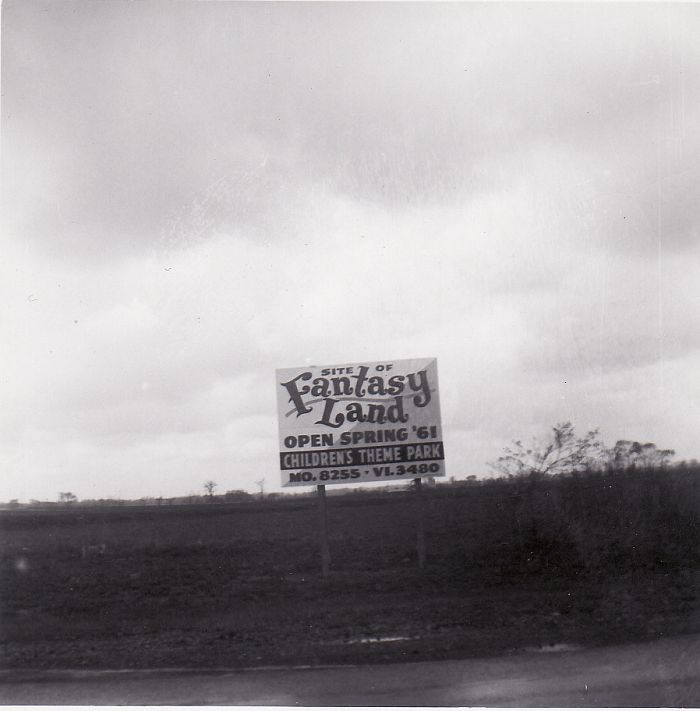 SITE OF
Fantasy
Land
OPEN SPRING '61
CHILDREN'S THEME PARK
MO. 8255 · VI. 3480